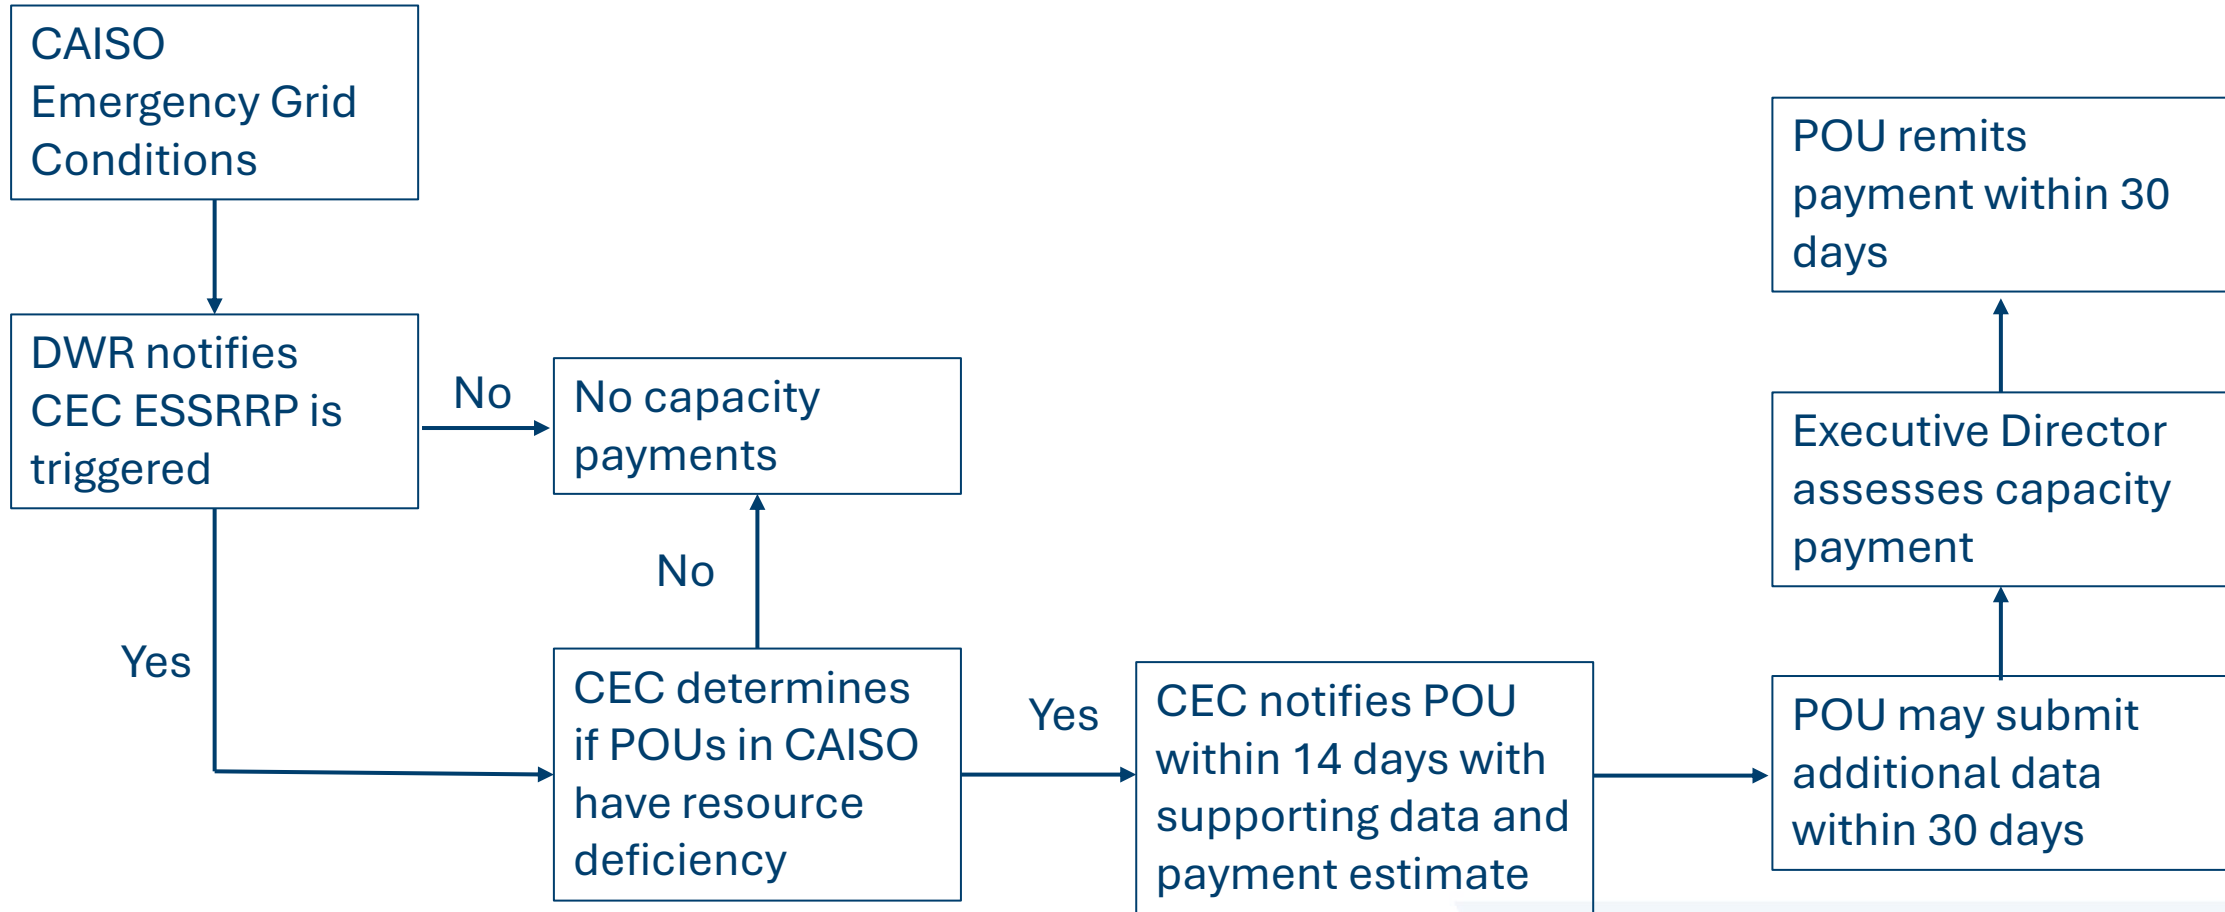 CAISO
Emergency Grid
Conditions
DWR notifies
CEC ESSRRP is
triggered
No
No capacity
payments
No
Yes
CEC determines
if POUs in CAISO
have resource
deficiency
Yes
CEC notifies POU
within 14 days with
supporting data and
payment estimate
POU may submit
additional data
within 30 days
Executive Director
assesses capacity
payment
POU remits
payment within 30
days